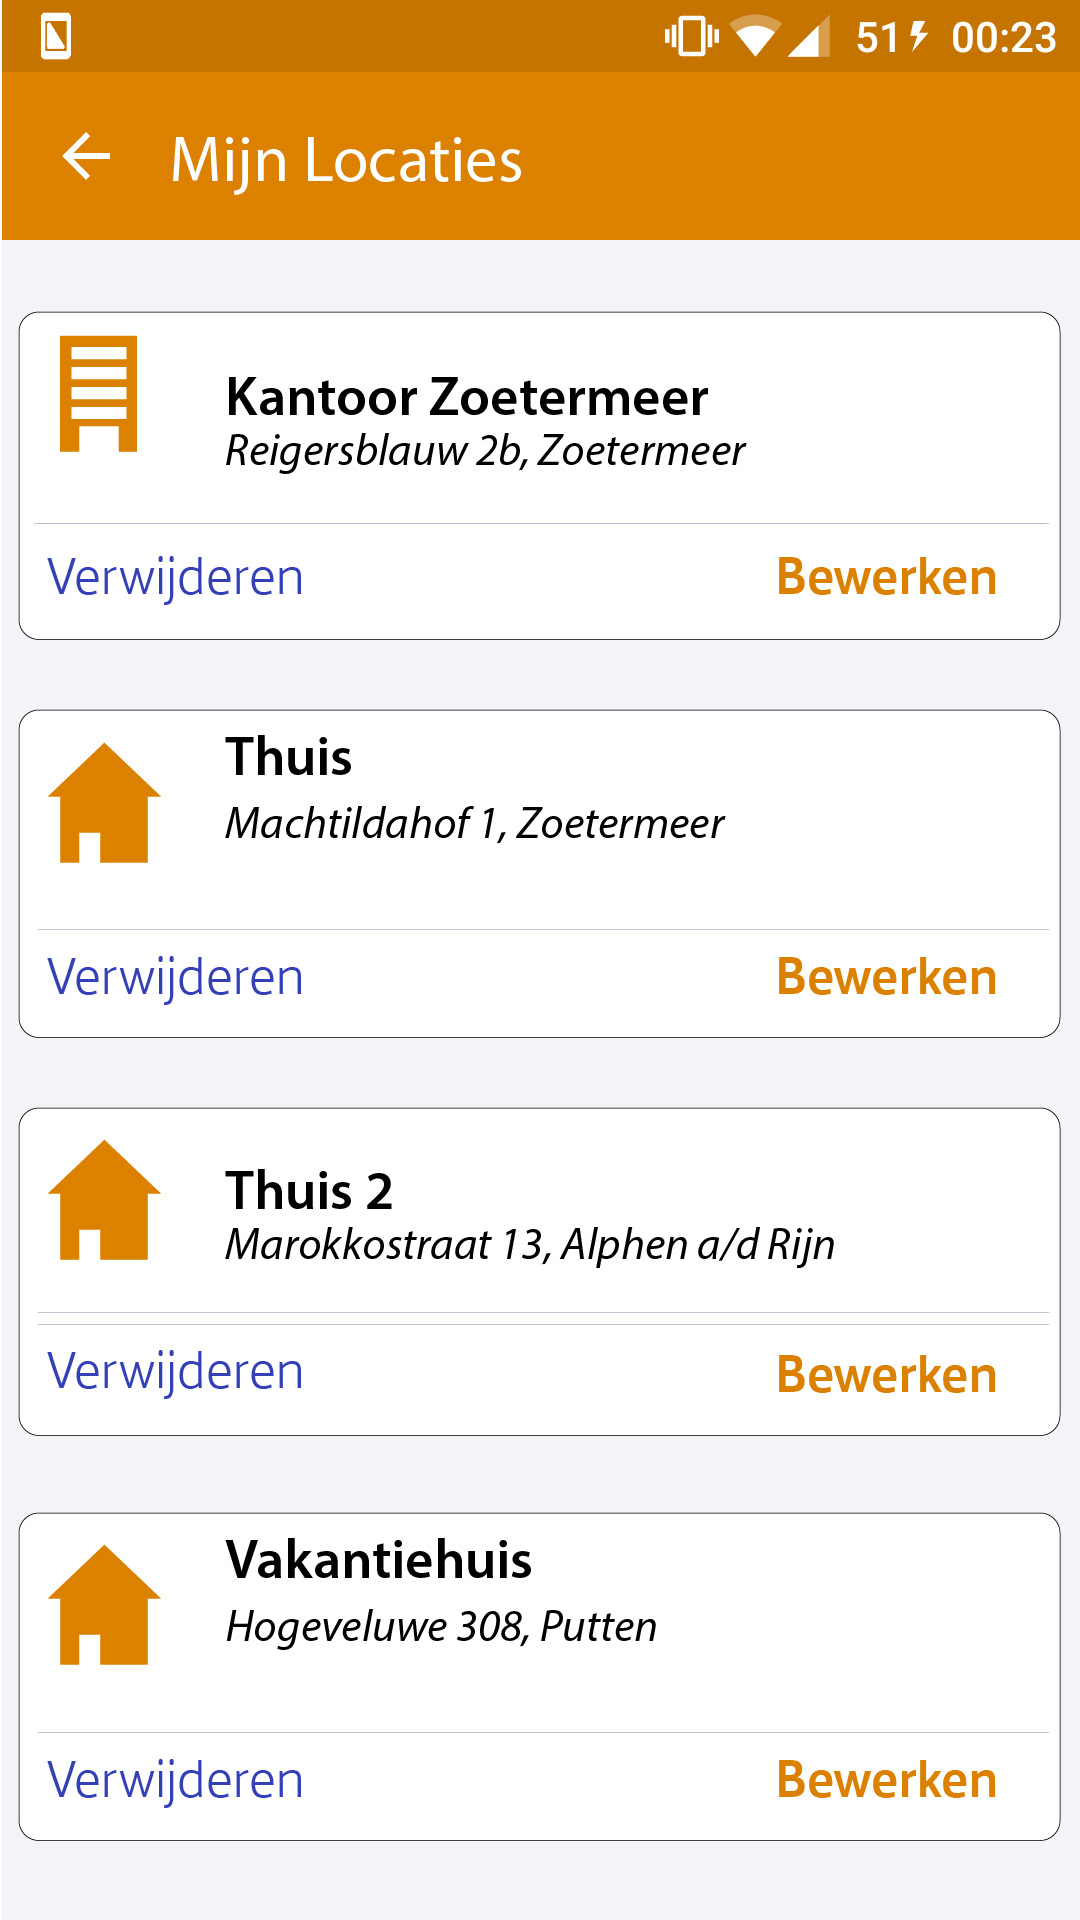 51 00:23
Mijn Locaties
Kantoor Zoetermeer
Reigersblauw 2b, Zoetermeer
Verwijderen Bewerken
Thuis
Machtildahof 1, Zoetermeer
Verwijderen Bewerken
Thuis 2
Marokkostraat 13, Alphen a/d Rijn
Verwijderen Bewerken
Vakantiehuis
Hogeveluwe 308, Putten
Verwijderen Bewerken